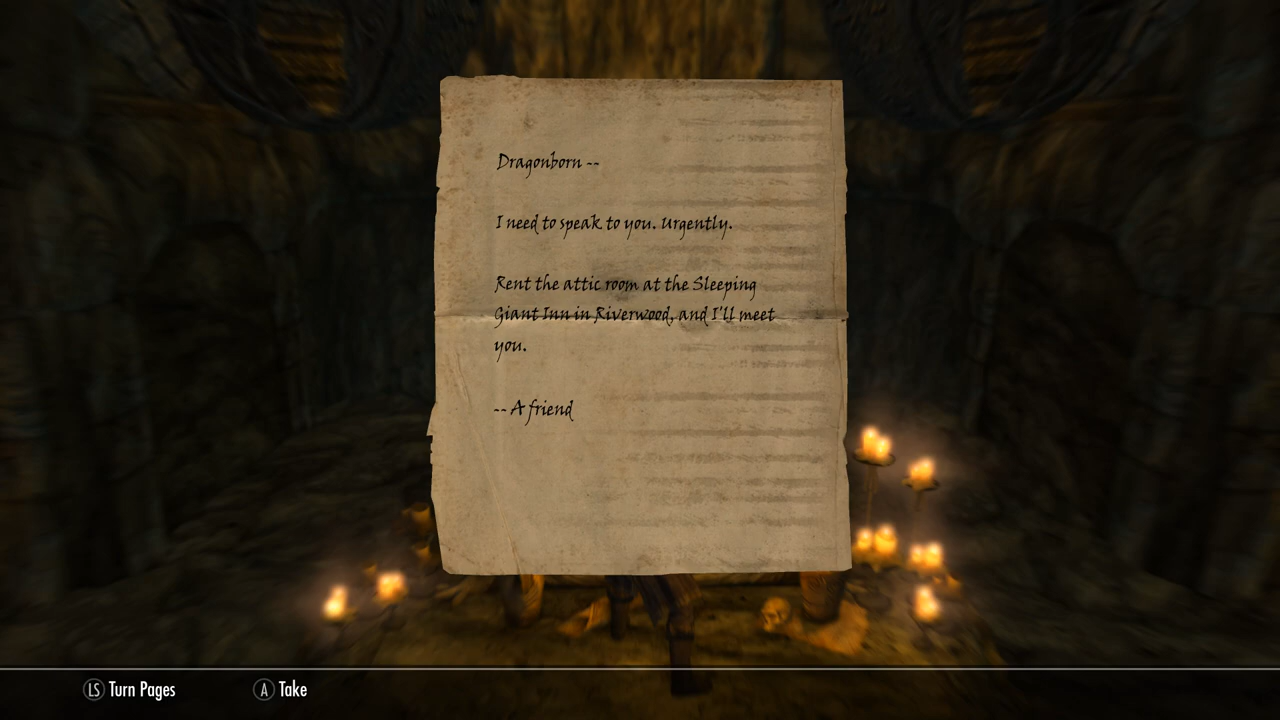 Dragonborn --
I need to speak to you. Urgently.
Rent the attic room at the Sleeping
Giant Inn in Riverwood, and I'll meet
you.
-- A friend
LS Turn Pages
A Take